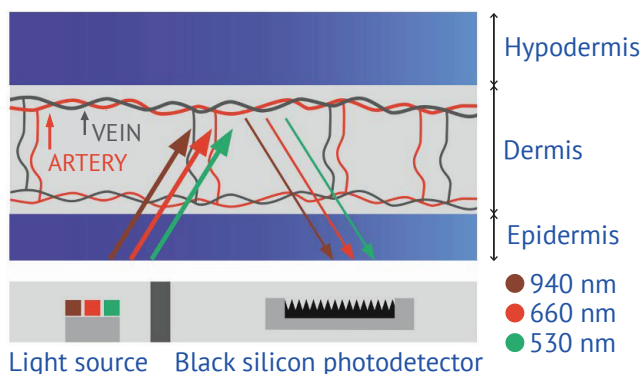 Hypodermis
VEIN
ARTERY
Dermis
Epidermis
940 nm
660 nm
530 nm
Light source
Black silicon photodetector